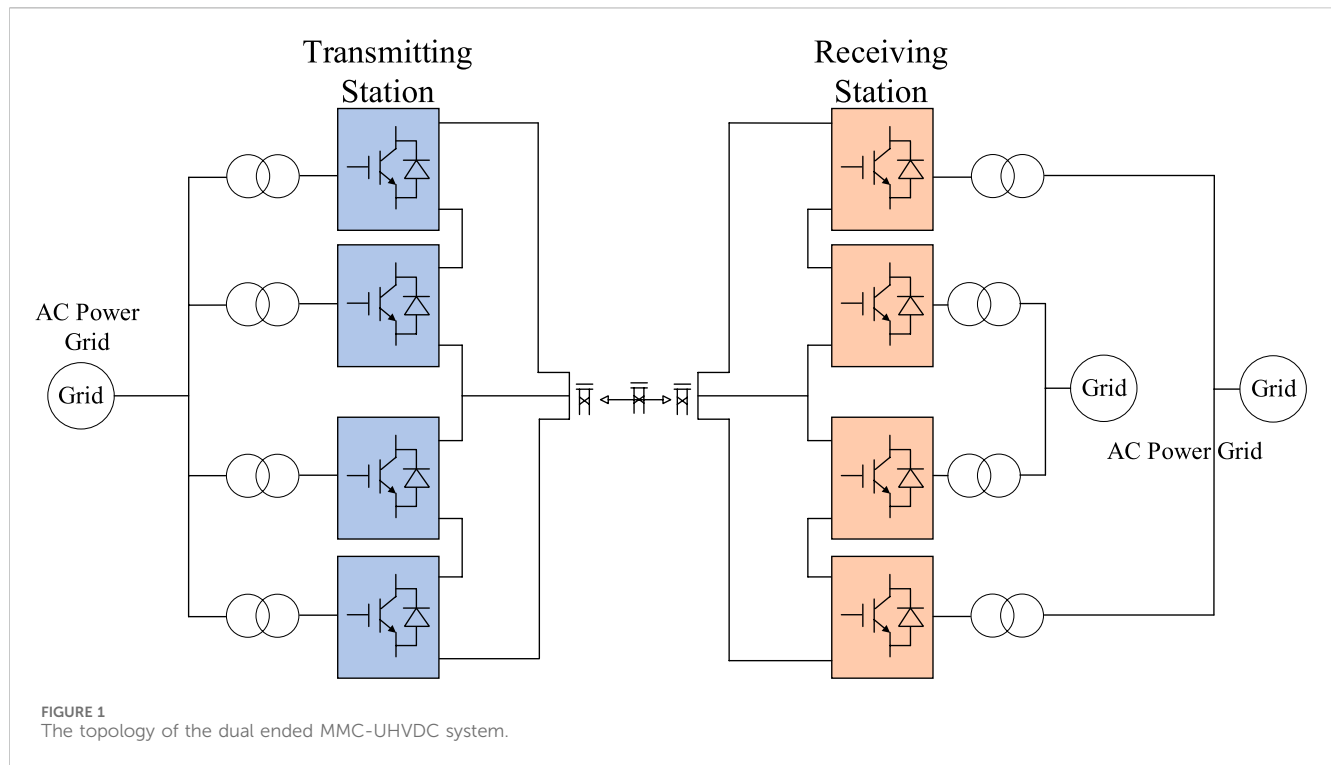 Transmitting
Station
Receiving
Station
AC Power
Grid
Grid
Grid
Grid
AC Power Grid
FIGURE 1
The topology of the dual ended MMC-UHVDC system.